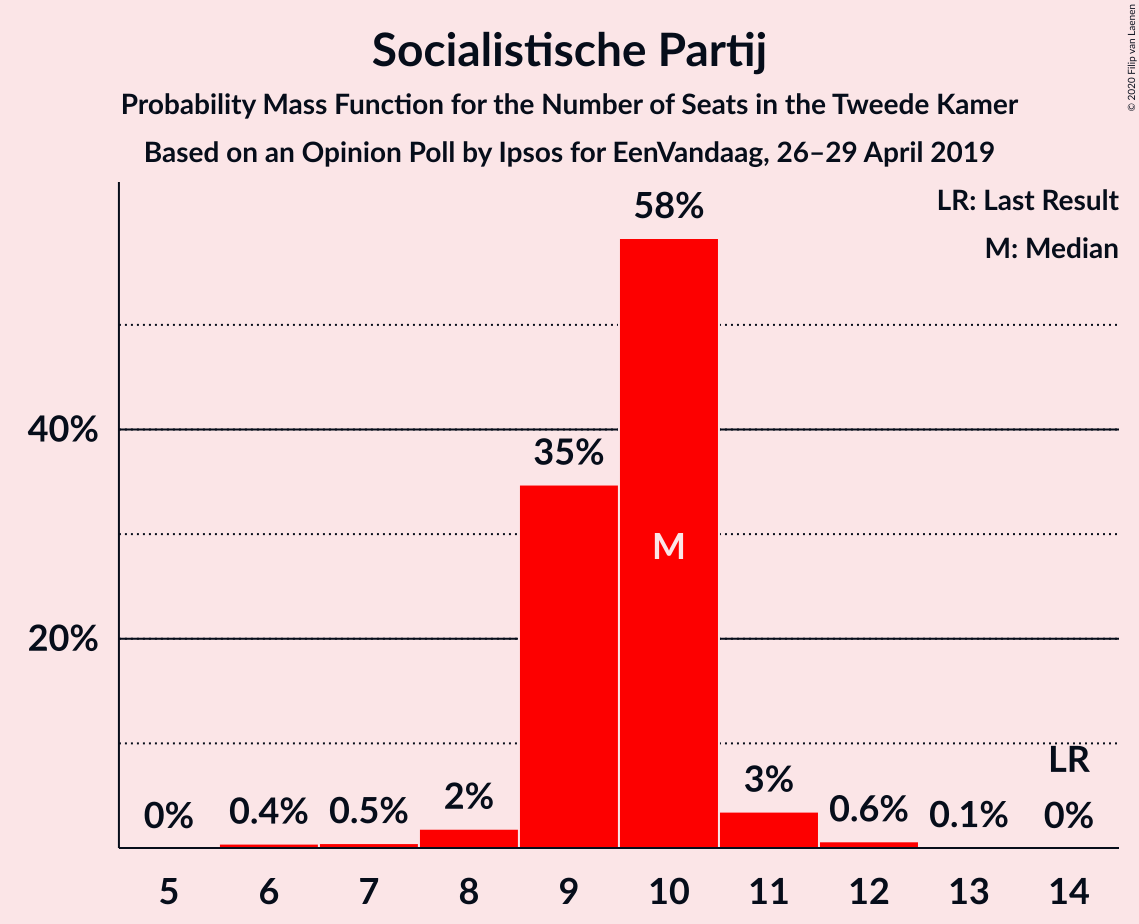 Socialistische Partij
Probability Mass Function for the Number of Seats in the Tweede Kamer
Based on an Opinion Poll by Ipsos for EenVandaag, 26–29 April 2019
© 2020 Filip van Laenen
LR: Last Result
M: Median
40%
20%
0%
0.4%
0.5%
2%
35%
58%
M
3%
0.6%
0.1%
LR
0%
5 6 7 8 9 10 11 12 13 14